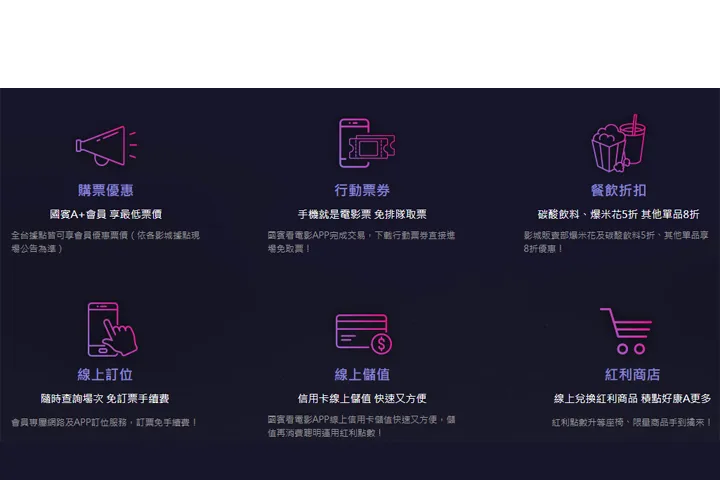 購票優惠
國賓A+會員 享最低票價
全台據點皆可享會員優惠票價（依各影城據點現
場公告為準）
行動票券
手機就是電影票 免排隊取票
國賓看電影APP完成交易，下載行動票券直接進
場免取票！
餐飲折扣
碳酸飲料、爆米花5折 其他單品8折
影城販賣部爆米花及碳酸飲料5折、其他單品享
8折優惠！
線上訂位
隨時查詢場次 免訂票手續費
會員專屬網路及APP訂位服務，訂票免手續費！
線上儲值
信用卡線上儲值 快速又方便
國賓看電影APP線上信用卡儲值快速又方便，儲
值再消費聰明運用紅利點數！
紅利商店
線上兌換紅利商品 積點好康A更多
紅利點數升等座椅、限量商品手到擒來！